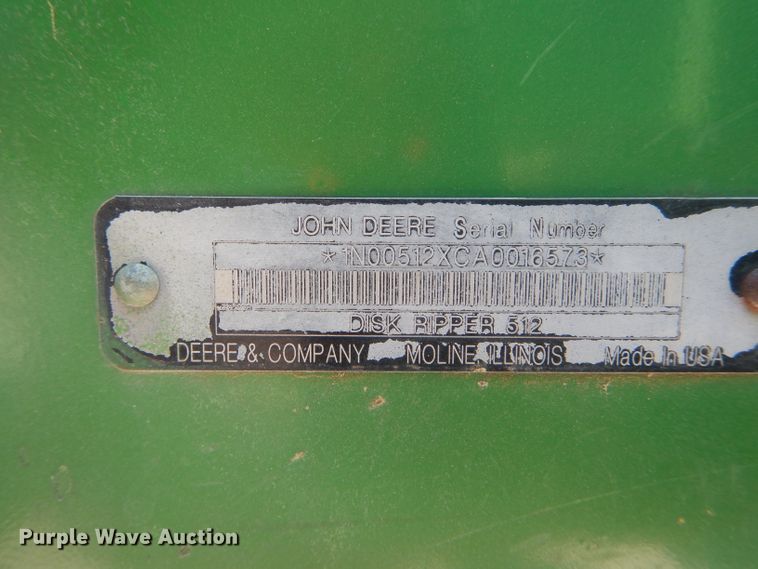 JOHN DEERE Serial Number
*1N00512XCA0016573*
DISK RIPPER 512
DEERE & COMPANY MOLINE, ILLINOIS Made In USA
Purple Wave Auction